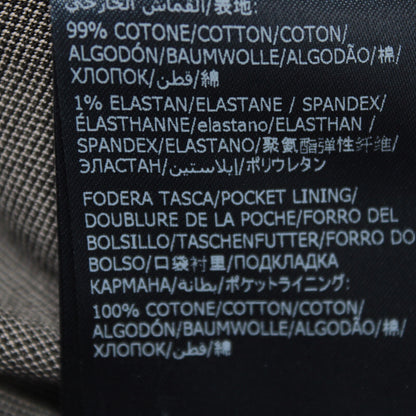 القماش الخارجي/表地:
99% COTONE/COTTON/COTON/
ALGODÓN/BAUMWOLLE/ALGODÃO/棉/
ХЛОПОК/قطن/綿
1% ELASTAN/ELASTANE / SPANDEX/
ÉLASTHANNE/elastano/ELASTHAN /
SPANDEX/ELASTANO/聚氨酯弹性纤维/
ЭЛАСТАН/إيلاستين/ポリウレタン
FODERA TASCA/POCKET LINING/
DOUBLURE DE LA POCHE/FORRO DEL
BOLSILLO/TASCHENFUTTER/FORRO DO
BOLSO/口袋衬里/ПОДКЛАДКА
КАРМАНА/بطانة/ポケットライニング:
100% COTONE/COTTON/COTON/
ALGODÓN/BAUMWOLLE/ALGODÃO/棉/
ХЛОПОК/قطن/綿